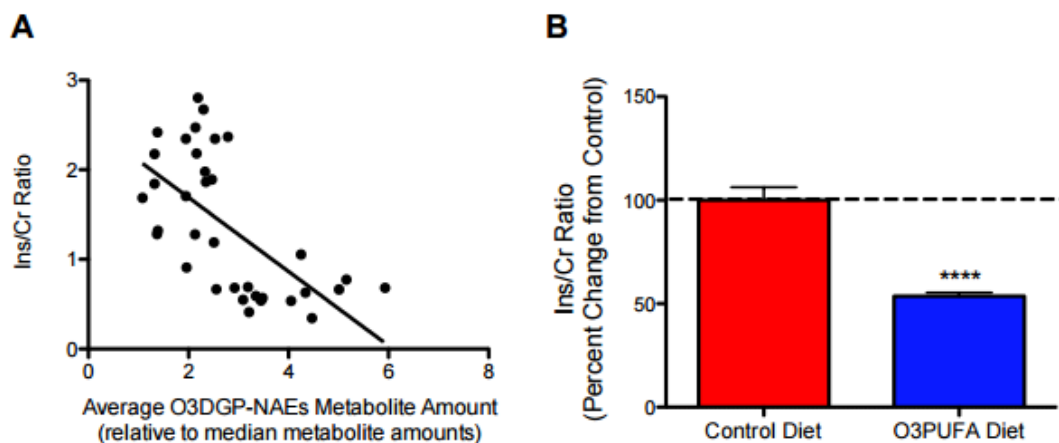 A
Ins/Cr Ratio
3
2
1
0
0 2 4 6 8
Average O3DGP-NAEs Metabolite Amount
(relative to median metabolite amounts)
B
Ins/Cr Ratio
(Percent Change from Control)
150
100
50
0
****
Control Diet O3PUFA Diet